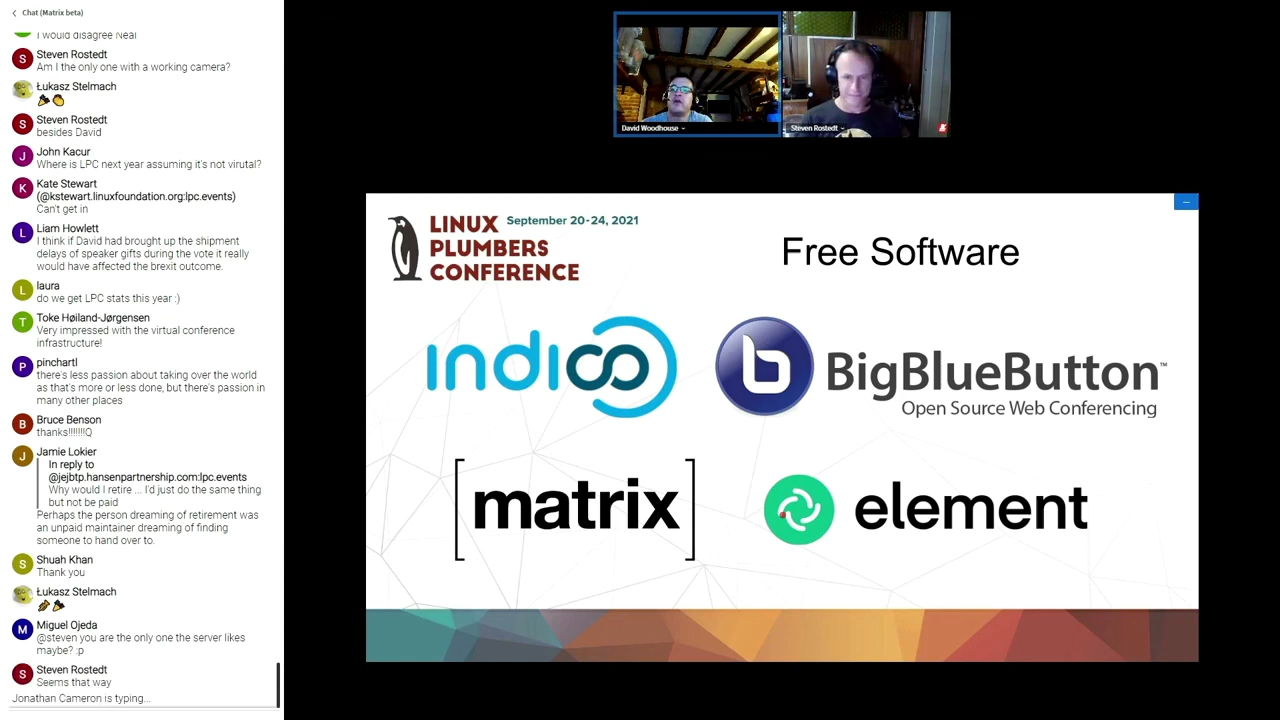 Chat (Matrix beta)
I would disagree Neal
Steven Rostedt
Am I the only one with a working camera?
Łukasz Stelmach
Steven Rostedt
besides David
John Kacur
Where is LPC next year assuming it's not virutal?
Kate Stewart
(@kstewart.linuxfoundation.org:lpc.events)
Can't get in
Liam Howlett
I think if David had brought up the shipment
delays of speaker gifts during the vote it really
would have affected the brexit outcome.
laura
do we get LPC stats this year :)
Toke Høiland-Jørgensen
Very impressed with the virtual conference
infrastructure!
pinchartl
there's less passion about taking over the world
as that's more or less done, but there's passion in
many other places
Bruce Benson
thanks!!!!!!!Q
Jamie Lokier
In reply to
@jejbtp.hansenpartnership.com:lpc.events
Why would I retire ... I'd just do the same thing
but not be paid
Perhaps the person dreaming of retirement was
an unpaid maintainer dreaming of finding
someone to hand over to.
Shuah Khan
Thank you
Łukasz Stelmach
Miguel Ojeda
@steven you are the only one the server likes
maybe? :p
Steven Rostedt
Seems that way
Jonathan Cameron is typing...
David Woodhouse
Steven Rostedt
LINUX September 20-24, 2021
PLUMBERS
CONFERENCE
Free Software
indico
b BigBlueButton™
Open Source Web Conferencing
[matrix]
element